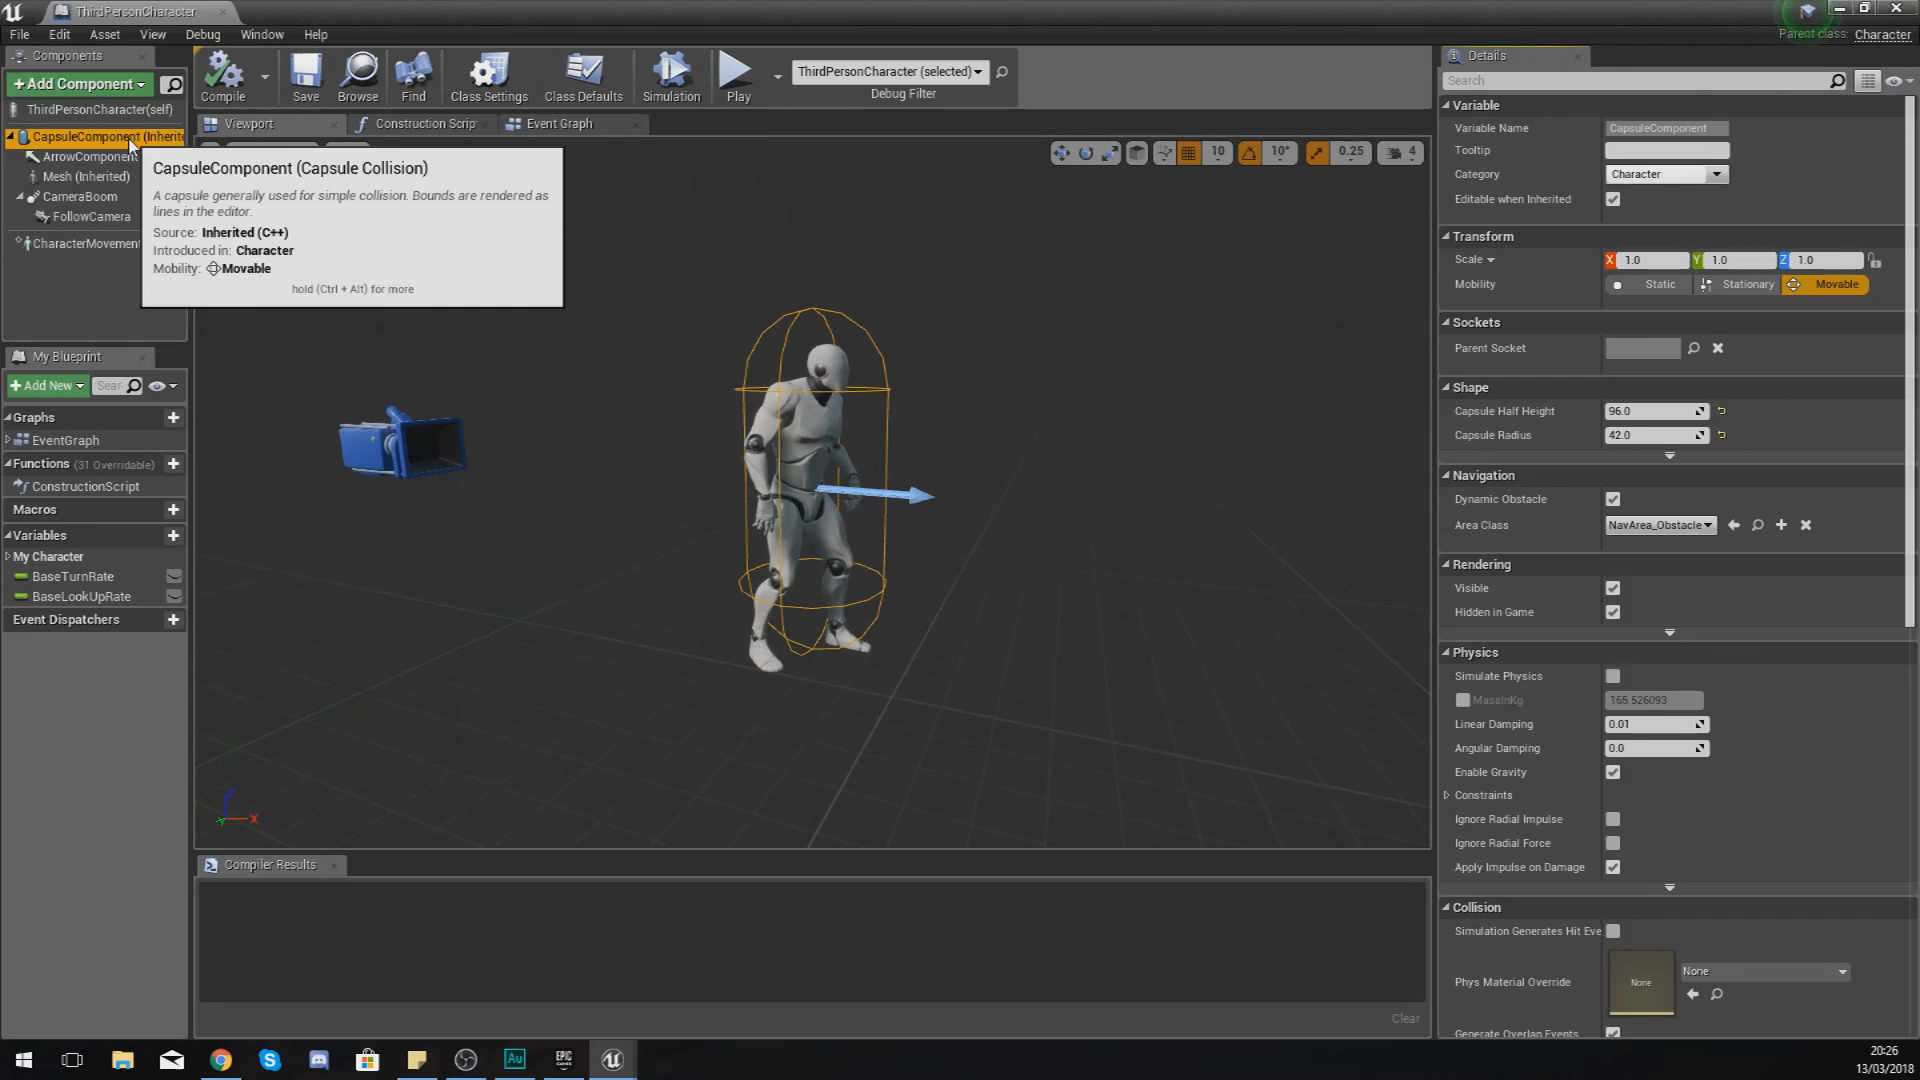 ThirdPersonCharacter
File Edit Asset View Debug Window Help
Parent class: Character
Components
+Add Component
ThirdPersonCharacter(self)
CapsuleComponent (Inherite
ArrowComponent
Mesh (Inherited)
CameraBoom
FollowCamera
CharacterMovement
Compile
Save
Browse
Find
Class Settings
Class Defaults
Simulation
Play
ThirdPersonCharacter (selected)
Debug Filter
Viewport
Construction Scrip
Event Graph
10
10°
0.25
4
CapsuleComponent (Capsule Collision)
A capsule generally used for simple collision. Bounds are rendered as
lines in the editor.
Source: Inherited (C++)
Introduced in: Character
Mobility: Movable
hold (Ctrl + Alt) for more
My Blueprint
+Add New
Sear
Graphs
EventGraph
Functions (31 Overridable)
ConstructionScript
Macros
Variables
My Character
BaseTurnRate
BaseLookUpRate
Event Dispatchers
X
Compiler Results
Clear
Details
Search
Variable
Variable Name CapsuleComponent
Tooltip
Category Character
Editable when Inherited
Transform
Scale X 1.0 Y 1.0 Z 1.0
Mobility Static Stationary Movable
Sockets
Parent Socket
Shape
Capsule Half Height 96.0
Capsule Radius 42.0
Navigation
Dynamic Obstacle
Area Class NavArea_Obstacle
Rendering
Visible
Hidden in Game
Physics
Simulate Physics
MassInKg 165.526093
Linear Damping 0.01
Angular Damping 0.0
Enable Gravity
Constraints
Ignore Radial Impulse
Ignore Radial Force
Apply Impulse on Damage
Collision
Simulation Generates Hit Eve
Phys Material Override None None
Generate Overlap Events
Au
EPIC
GAMES
20:26
13/03/2018